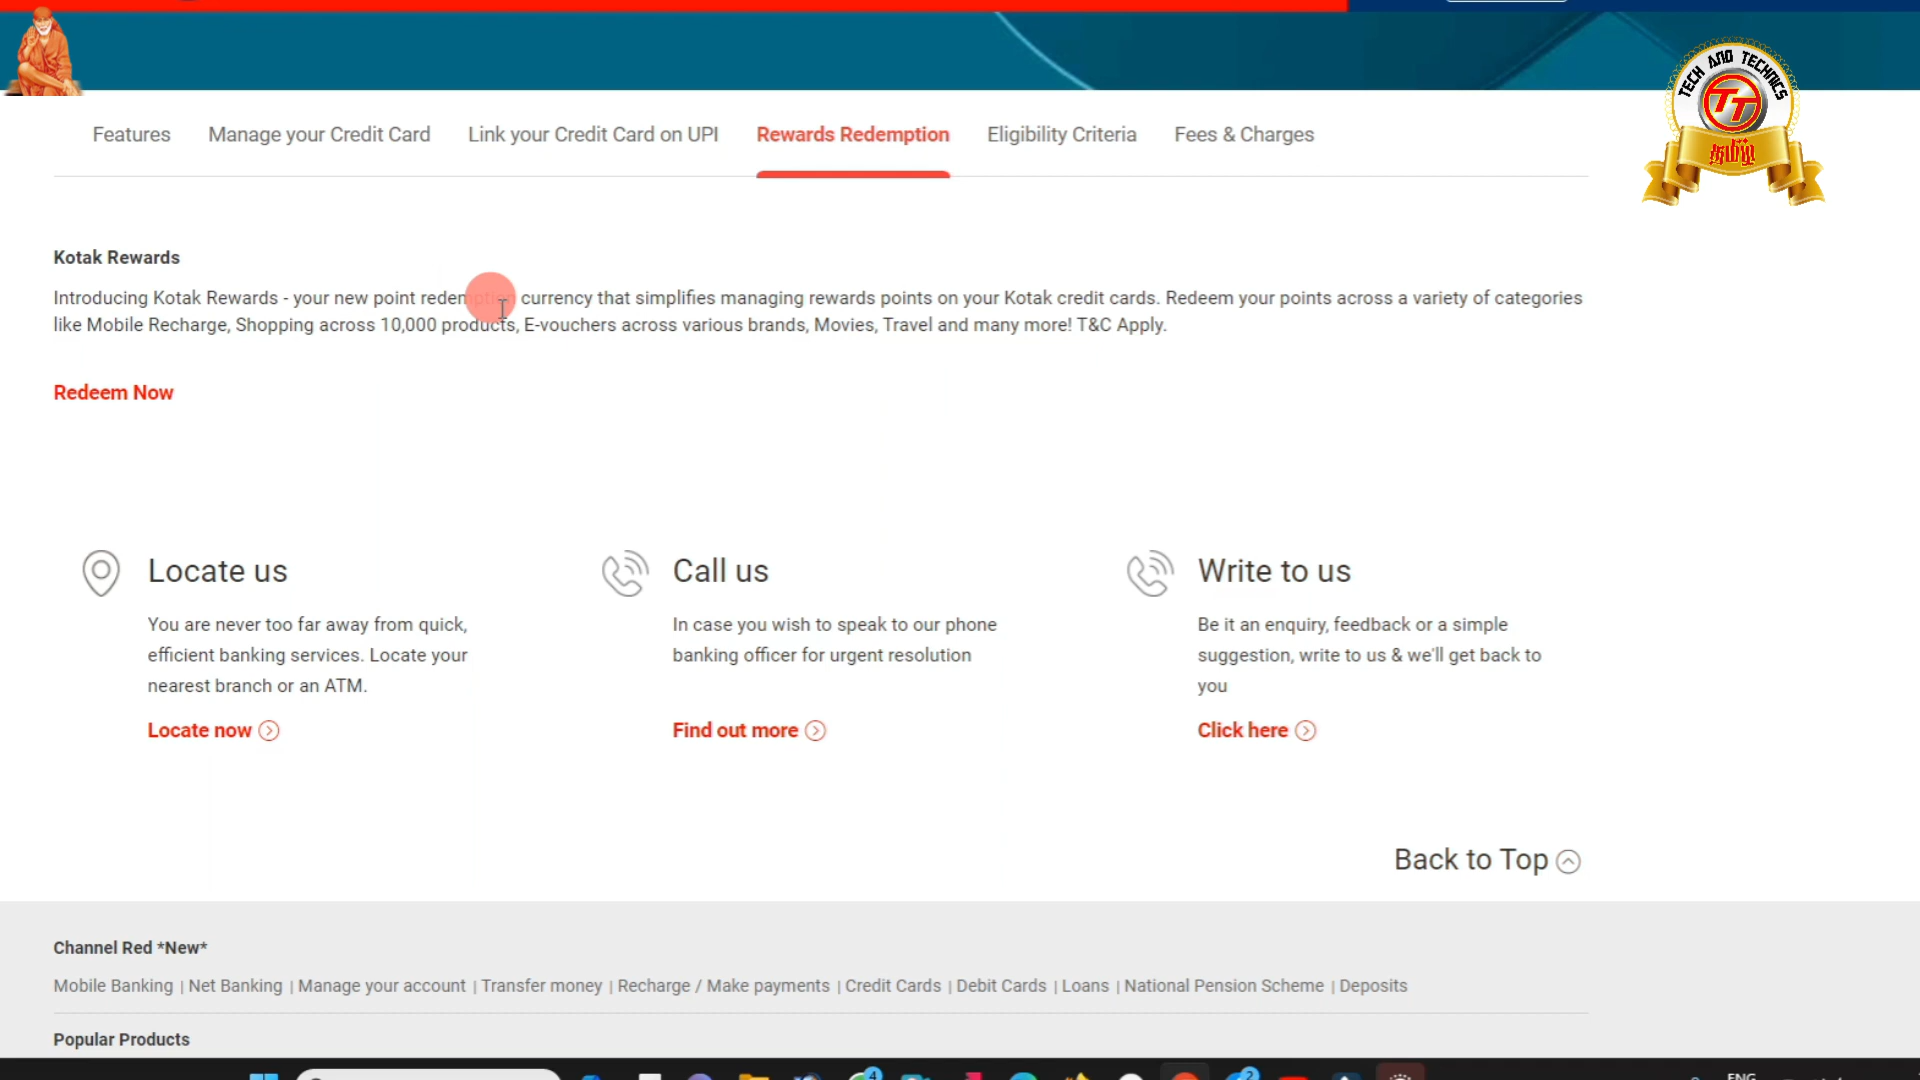 TECH AND TECHNICS
TT
தமிழ்
Features Manage your Credit Card Link your Credit Card on UPI Rewards Redemption Eligibility Criteria Fees & Charges
Kotak Rewards
Introducing Kotak Rewards - your new point redemption currency that simplifies managing rewards points on your Kotak credit cards. Redeem your points across a variety of categories
like Mobile Recharge, Shopping across 10,000 products, E-vouchers across various brands, Movies, Travel and many more! T&C Apply.
Redeem Now
Locate us
You are never too far away from quick,
efficient banking services. Locate your
nearest branch or an ATM.
Locate now
Call us
In case you wish to speak to our phone
banking officer for urgent resolution
Find out more
Write to us
Be it an enquiry, feedback or a simple
suggestion, write to us & we'll get back to
you
Click here
Back to Top
Channel Red *New*
Mobile Banking | Net Banking | Manage your account | Transfer money | Recharge / Make payments | Credit Cards | Debit Cards | Loans | National Pension Scheme | Deposits
Popular Products
4
2
ENG